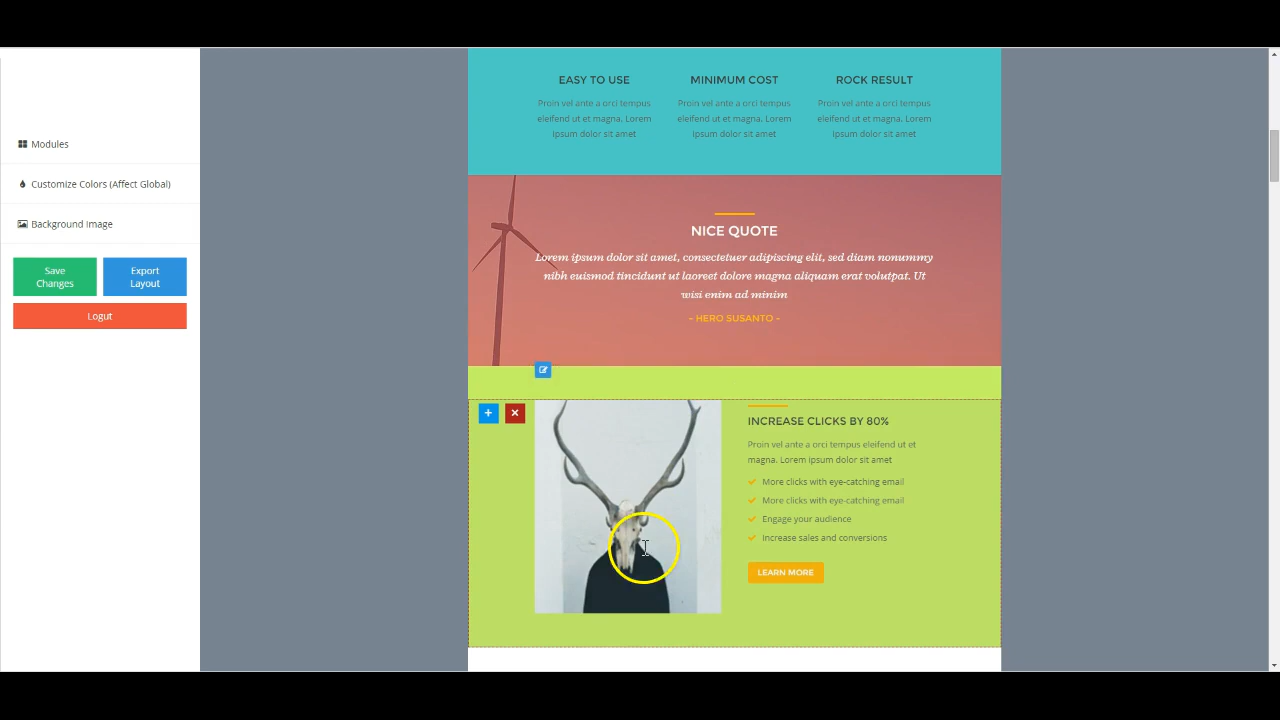 Modules
Customize Colors (Affect Global)
Background Image
Save
Changes
Export
Layout
Logut
EASY TO USE
Proin vel ante a orci tempus
eleifend ut et magna. Lorem
ipsum dolor sit amet
MINIMUM COST
Proin vel ante a orci tempus
eleifend ut et magna. Lorem
ipsum dolor sit amet
ROCK RESULT
Proin vel ante a orci tempus
eleifend ut et magna. Lorem
ipsum dolor sit amet
NICE QUOTE
Lorem ipsum dolor sit amet, consectetuer adipiscing elit, sed diam nonummy
nibh euismod tincidunt ut laoreet dolore magna aliquam erat volutpat. Ut
wisi enim ad minim
~ HERO SUSANTO ~
INCREASE CLICKS BY 80%
Proin vel ante a orci tempus eleifend ut et
magna. Lorem ipsum dolor sit amet
More clicks with eye-catching email
More clicks with eye-catching email
Engage your audience
Increase sales and conversions
LEARN MORE